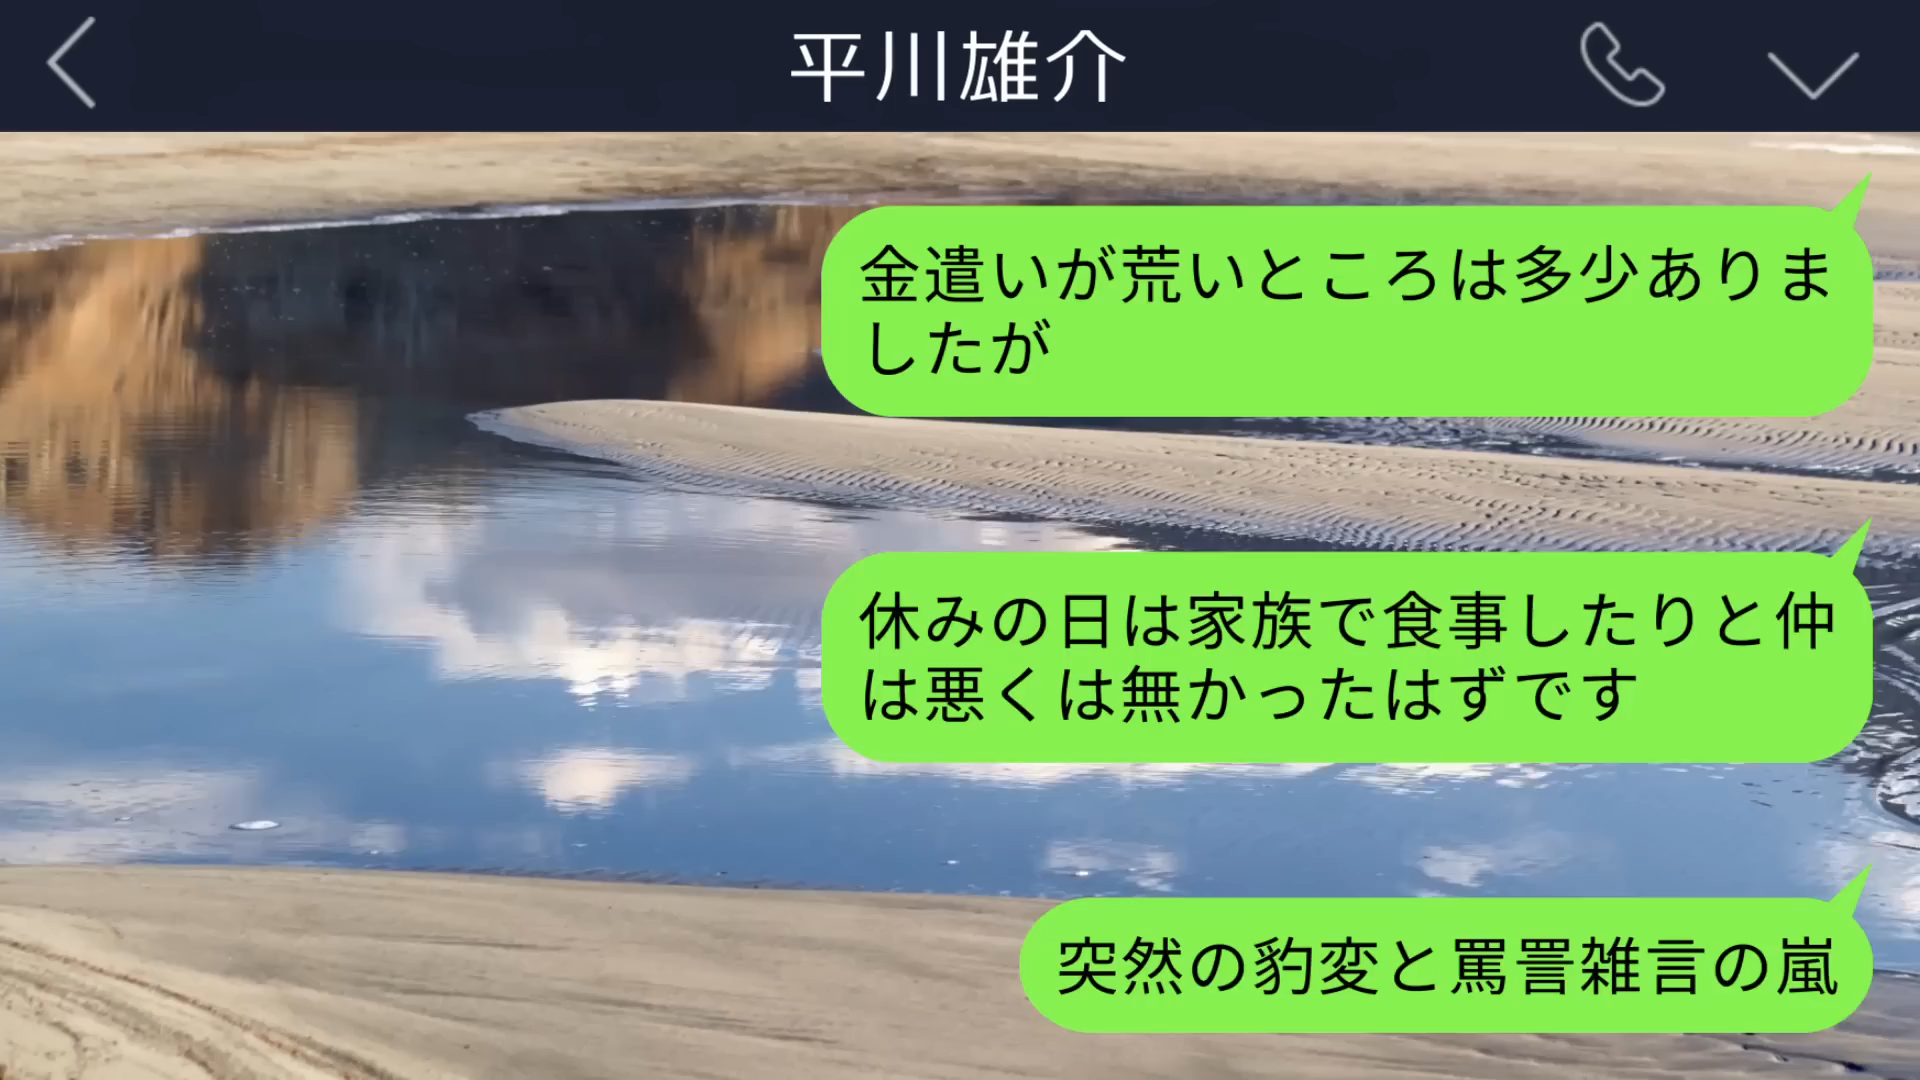 平川雄介
金遣いが荒いところは多少ありま
したが
休みの日は家族で食事したりと仲
は悪くは無かったはずです
突然の豹変と罵詈雑言の嵐